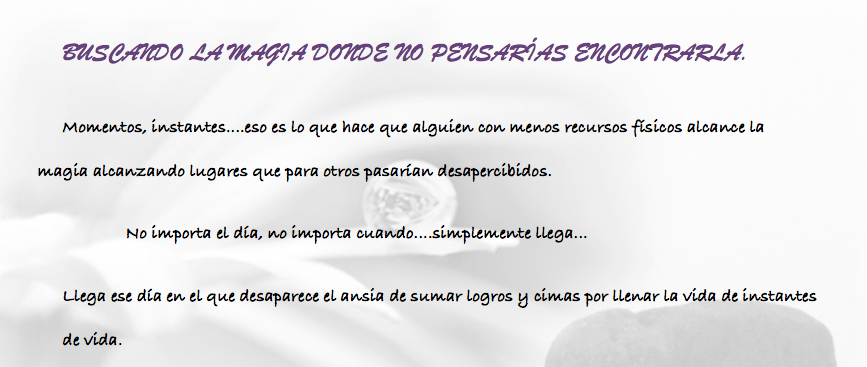 BUSCANDO LA MAGIA DONDE NO PENSARÍAS ENCONTRARLA.
Momentos, instantes....eso es lo que hace que alguien con menos recursos físicos alcance la
magia alcanzando lugares que para otros pasarían desapercibidos.
No importa el día, no importa cuando....simplemente llega...
Llega ese día en el que desaparece el ansia de sumar logros y cimas por llenar la vida de instantes
de vida.